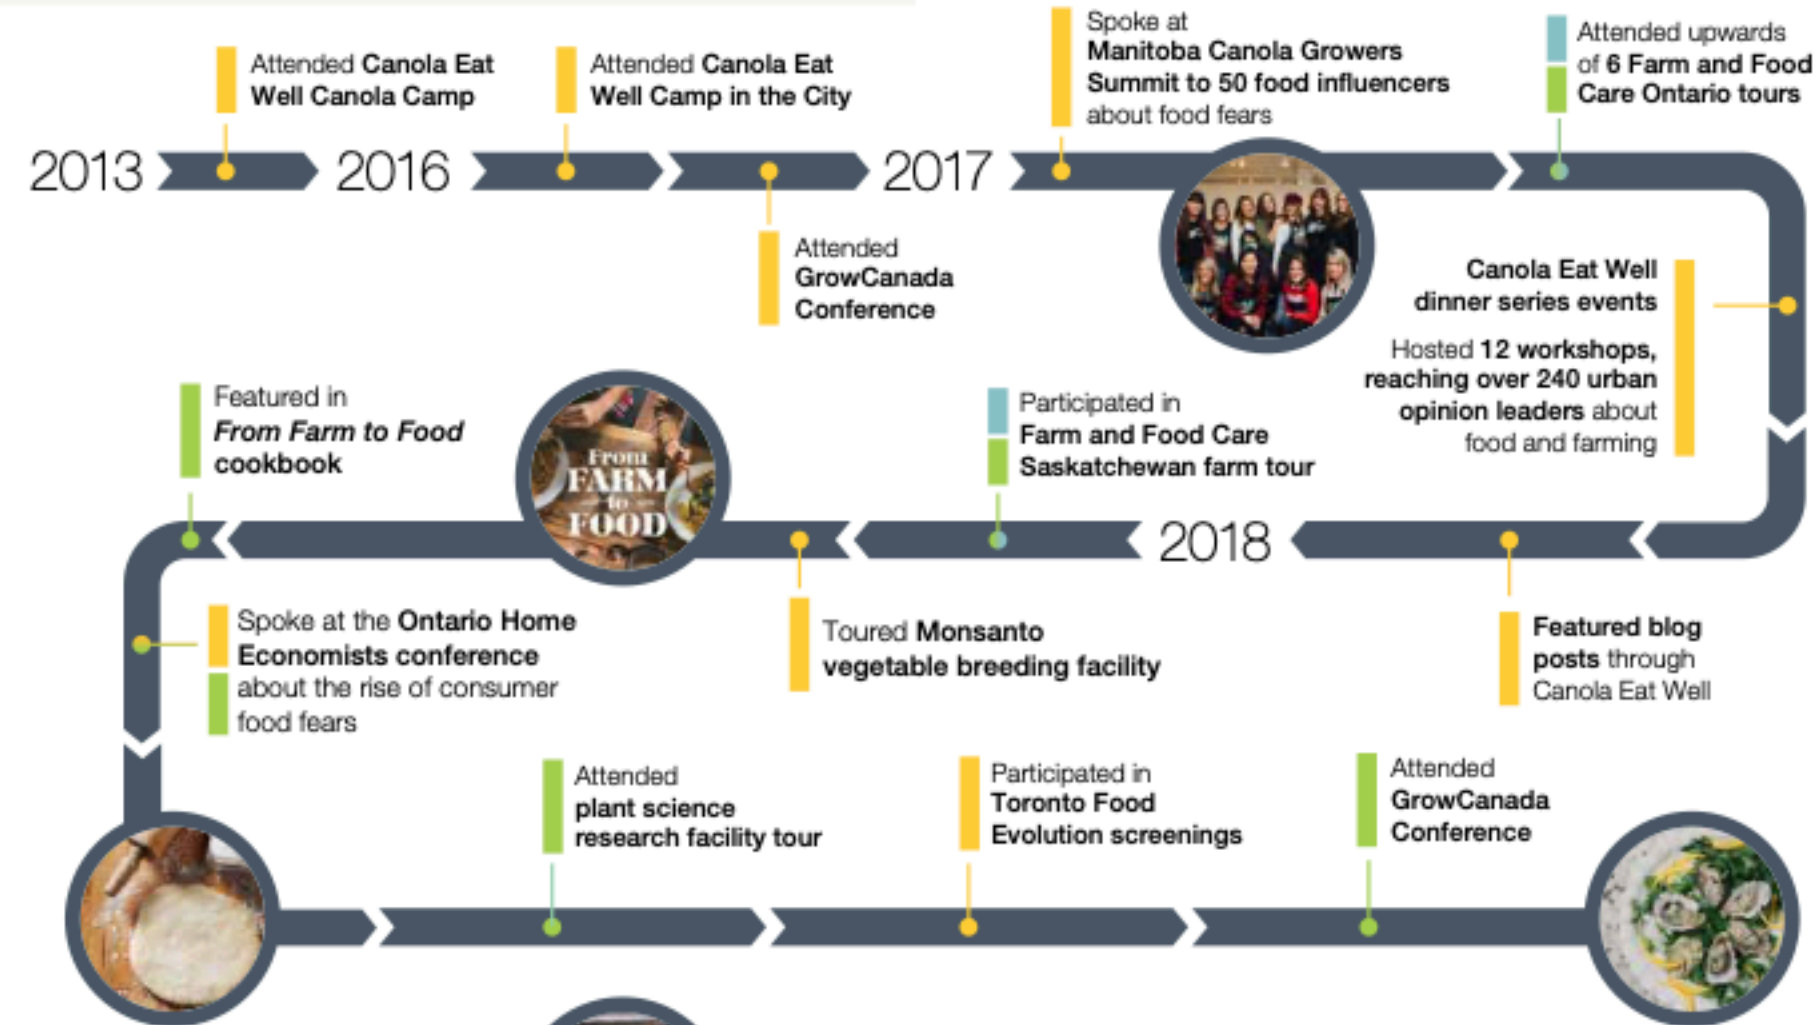 2013
Attended Canola Eat
Well Canola Camp
2016
Attended Canola Eat
Well Camp in the City
Attended
GrowCanada
Conference
2017
Spoke at
Manitoba Canola Growers
Summit to 50 food influencers
about food fears
Attended upwards
of 6 Farm and Food
Care Ontario tours
Canola Eat Well
dinner series events
Hosted 12 workshops,
reaching over 240 urban
opinion leaders about
food and farming
Featured blog
posts through
Canola Eat Well
2018
Participated in
Farm and Food Care
Saskatchewan farm tour
Toured Monsanto
vegetable breeding facility
From
FARM
to
FOOD
Featured in
From Farm to Food
cookbook
Spoke at the Ontario Home
Economists conference
about the rise of consumer
food fears
Attended
plant science
research facility tour
Participated in
Toronto Food
Evolution screenings
Attended
GrowCanada
Conference